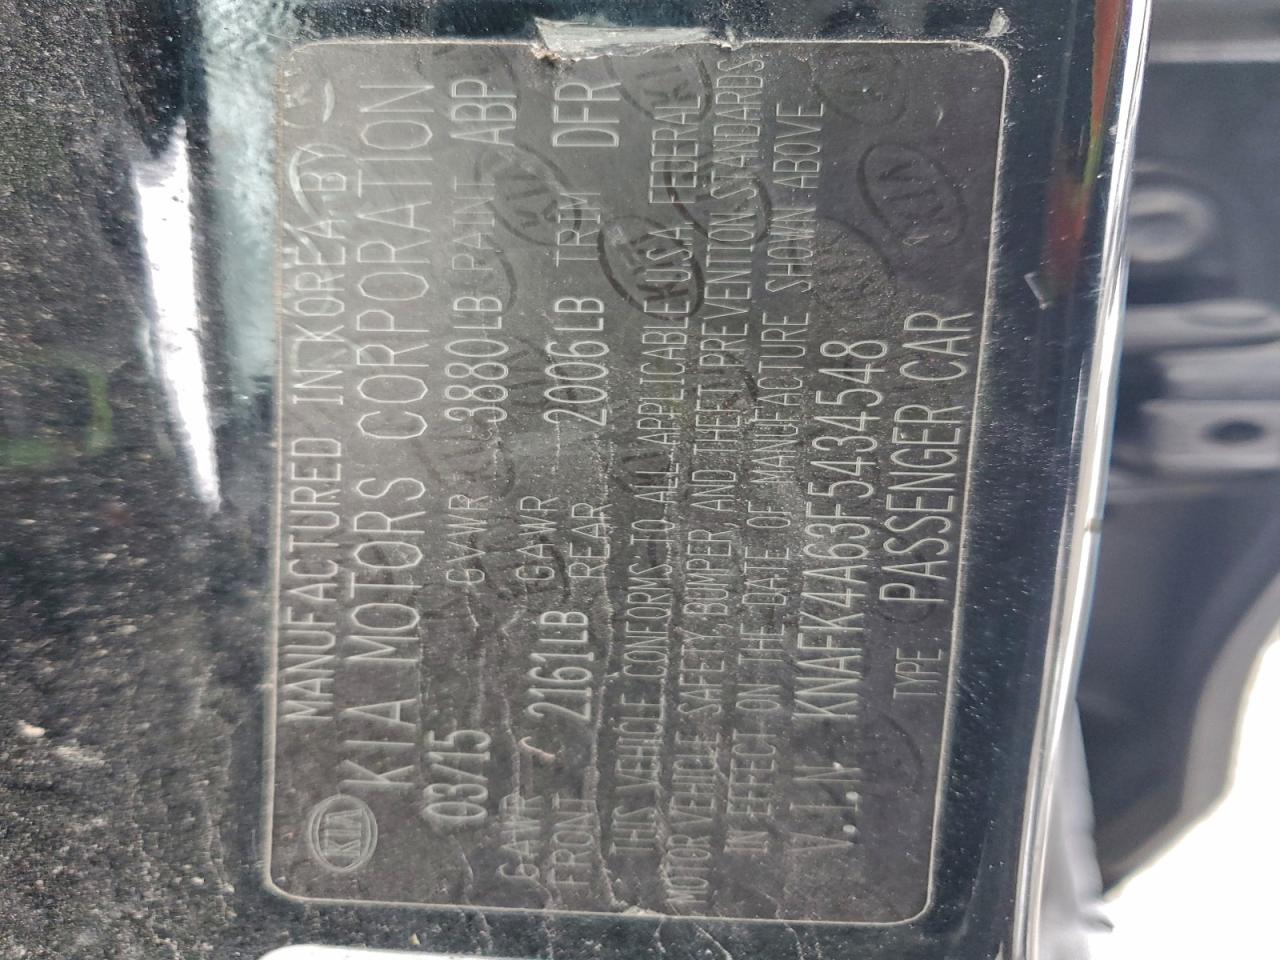 MANUFACTURED IN KOREA BY
KIA KIA MOTORS CORPORATION
03/15 GVWR 3880LB PAINT ABP
GAWR GAWR
FRONT 2161LB REAR 2006LB TRIM DFR
THIS VEHICLE CONFORMS TO ALL APPLICABLE USA FEDERAL
MOTOR VEHICLE SAFETY, BUMPER, AND THEFT PREVENTION STANDARDS
IN EFFECT ON THE DATE OF MANUFACTURE SHOWN ABOVE
V.I.N KNAFK4A63F5434548
TYPE PASSENGER CAR